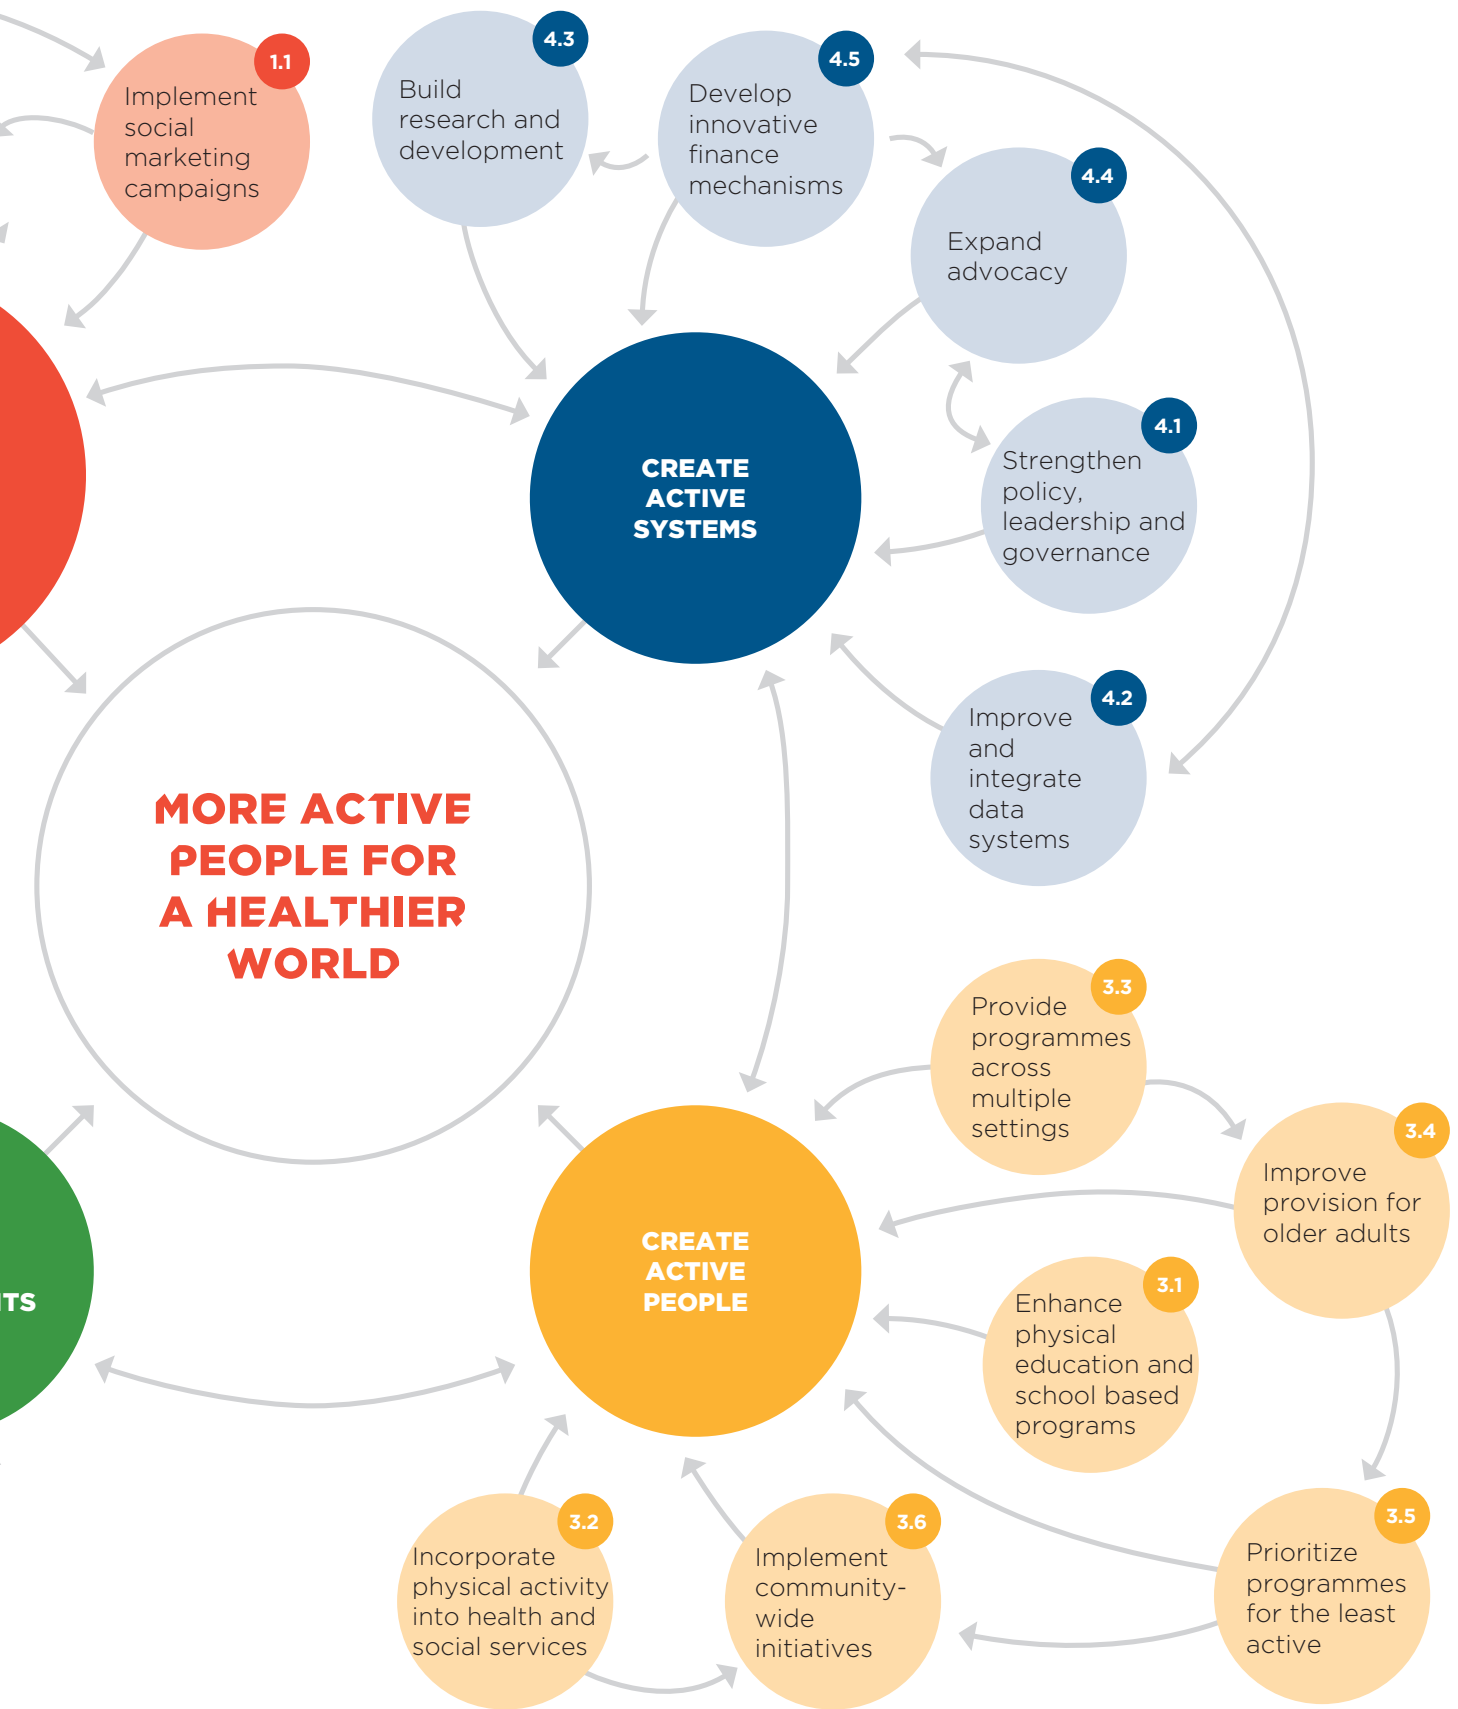 1.1
Implement
social
marketing
campaigns
4.3
Build
research and
development
4.5
Develop
innovative
finance
mechanisms
4.4
Expand
advocacy
4.1
Strengthen
policy,
leadership and
governance
4.2
Improve
and
integrate
data
systems
CREATE
ACTIVE
SYSTEMS
MORE ACTIVE
PEOPLE FOR
A HEALTHIER
WORLD
3.3
Provide
programmes
across
multiple
settings
3.4
Improve
provision for
older adults
CREATE
ACTIVE
PEOPLE
3.1
Enhance
physical
education and
school based
programs
3.2
Incorporate
physical activity
into health and
social services
3.6
Implement
community-
wide
initiatives
3.5
Prioritize
programmes
for the least
active